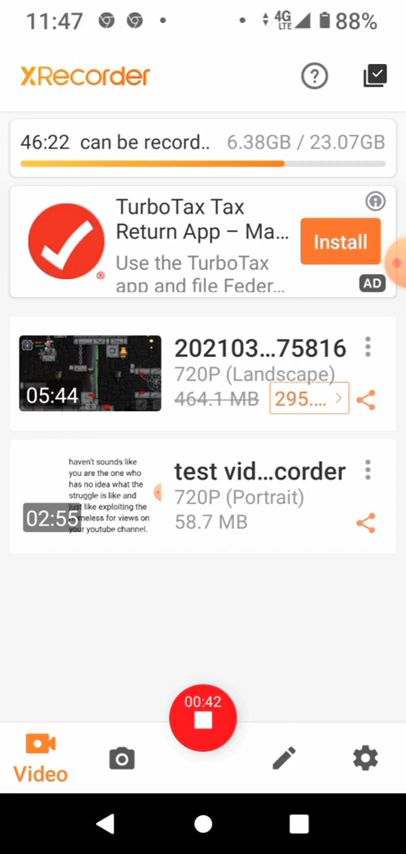 11:47
4G
LTE
88%
XRecorder
46:22 can be record.. 6.38GB / 23.07GB
TurboTax Tax
Return App – Ma...
Install
Use the TurboTax
app and file Feder...
AD
202103...75816
720P (Landscape)
464.1 MB 295....
05:44
haven't sounds like
you are the one who
has no idea what the
struggle is like and
just like exploiting the
for views on
your youtube channel.
02:55
test vid...corder
720P (Portrait)
58.7 MB
00:42
Video